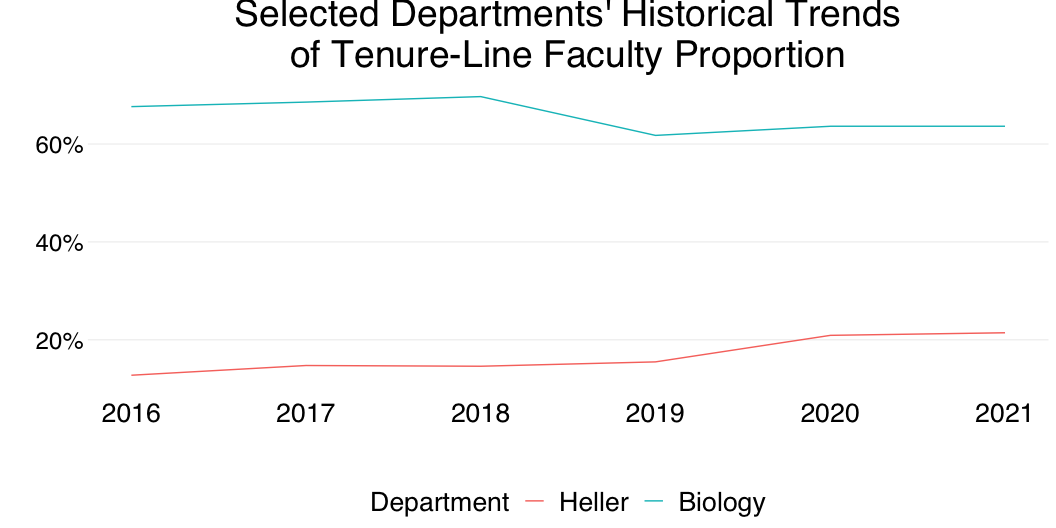 Selected Departments' Historical Trends
of Tenure-Line Faculty Proportion
60%
40%
20%
2016 2017 2018 2019 2020 2021
Department Heller Biology